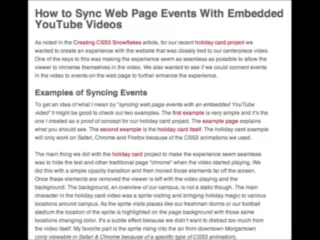 How to Sync Web Page Events With Embedded
YouTube Videos
As noted in the Creating CSS3 Snowflakes article, for our recent holiday card project we
wanted to create an experience with the website that was closely tied to our centerpiece video.
One of the keys to this was making the experience seem as seamless as possible to allow the
viewer to immerse themselves in the video. We also wanted to see if we could connect events
in the video to events on the web page to further enhance the experience.
Examples of Syncing Events
To get an idea of what I mean by "syncing web page events with an embedded YouTube
video" it might be good to check out two examples. The first example is very simple and it's the
one I created as a proof of concept for our holiday card project. The example page explains
what you should see. The second example is the holiday card itself. The holiday card example
will only work on Safari, Chrome and Firefox because of the CSS3 animations we used.
The main thing we did with the holiday card project to make the experience seem seamless
was to hide the text and other traditional page "chrome" when the video started playing. We
did this with a simple opacity transition and then moved those elements far off the screen.
Once those elements are removed the viewer is left with the video playing and the
background. The background, an overview of our campus, is not a static though. The main
character in the holiday card video was a sprite visiting and bringing holiday magic to various
locations around campus. As the sprite visits places like our freshman dorms or our football
stadium the location of the sprite is highlighted on the page background with those same
locations changing color. It's a subtle effect because we didn't want to distract too much from
the video itself. My favorite part is the sprite rising into the air from downtown Morgantown
(only viewable in Safari & Chrome because of a specific type of CSS3 animation).